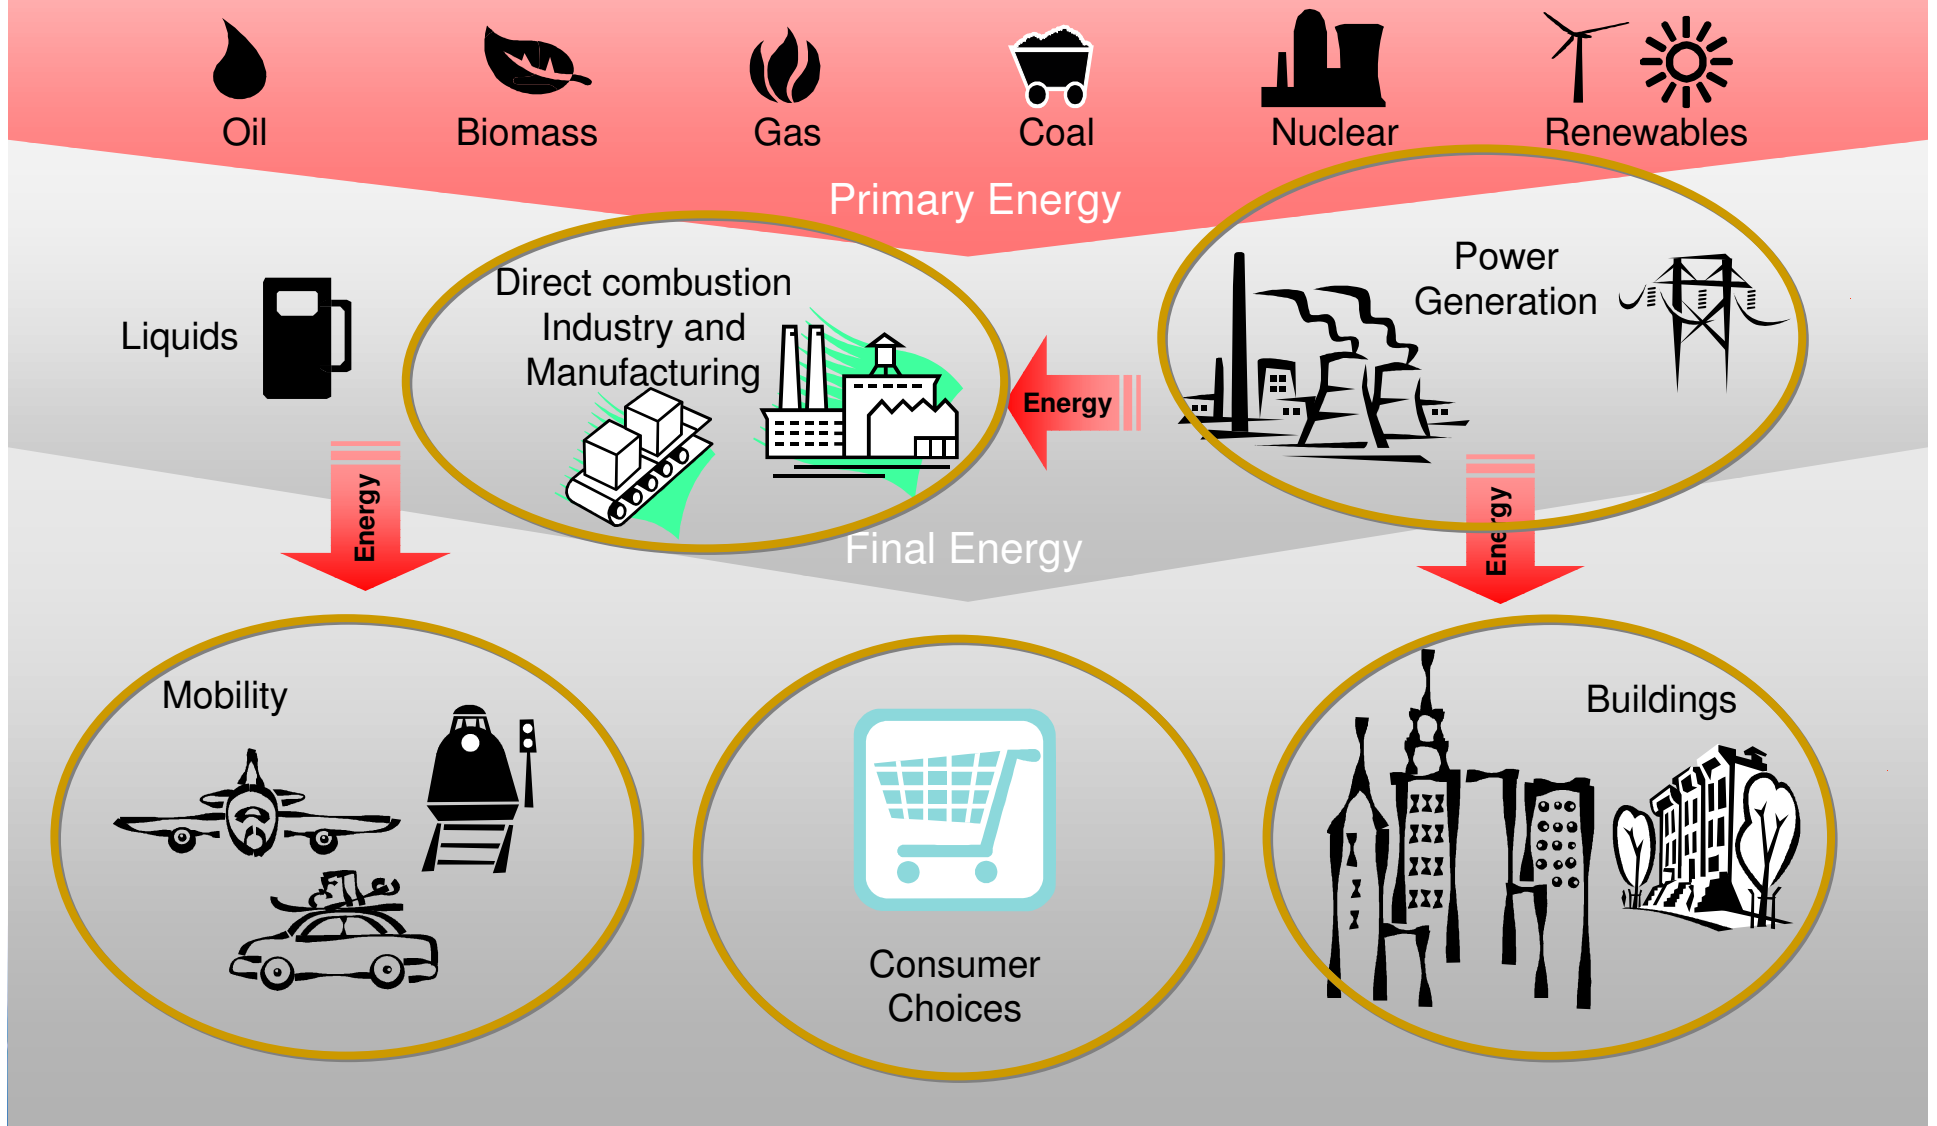 Oil
Biomass
Gas
Coal
Nuclear
Renewables
Primary Energy
Liquids
Direct combustion
Industry and
Manufacturing
Energy
Power
Generation
Energy
Final Energy
Energy
Mobility
Consumer
Choices
Buildings